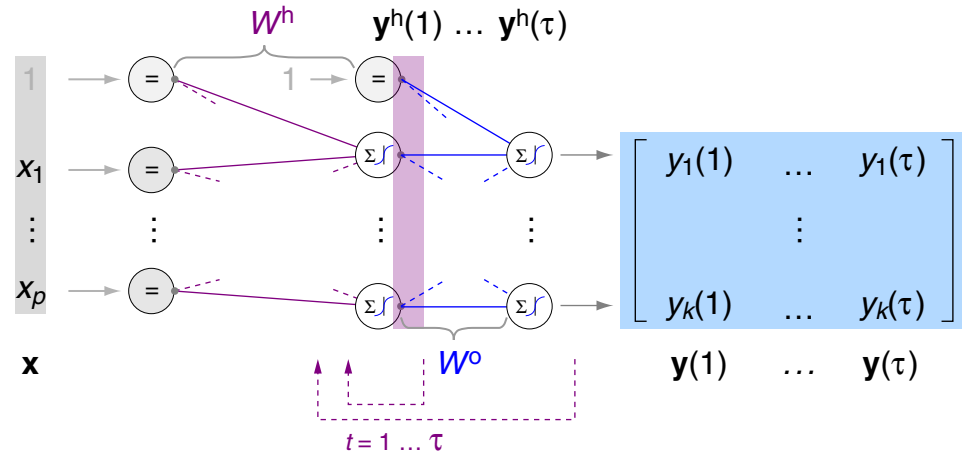 Wʰ yʰ(1) … yʰ(τ)
1 = 1 =
x₁ = Σ Σ y₁(1) … y₁(τ)
⋮ ⋮ ⋮ ⋮ ⋮
xₚ = Σ Σ yₖ(1) … yₖ(τ)
x Wᵒ y(1) … y(τ)
t = 1 … τ